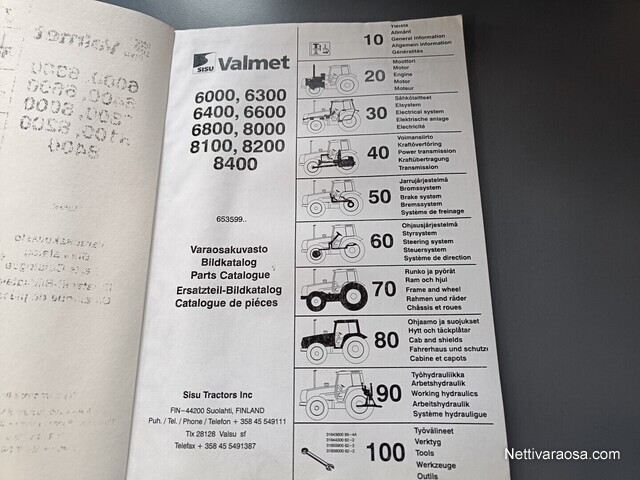 SISU Valmet
6000, 6300
6400, 6600
6800, 8000
8100, 8200
8400
653599..
Varaosakuvasto
Bildkatalog
Parts Catalogue
Ersatzteil-Bildkatalog
Catalogue de piéces
Sisu Tractors Inc
FIN-44200 Suolahti, FINLAND
Puh. / Tel. / Phone / Telefon + 358 45 549111
Tlx 28128 Valsu sf
Telefax + 358 45 5491387
10
Yleistä
Allmänt
General information
Allgemein information
Généralités
20
Moottori
Motor
Engine
Motor
Moteur
30
Sähkölaitteet
Elsystem
Electrical system
Elektrische anlage
Electricité
40
Voimansiirto
Kraftöverföring
Power transmission
Kraftübertragung
Transmission
50
Jarrujärjestelmä
Bromssystem
Brake system
Bremssystem
Système de freinage
60
Ohjausjärjestelmä
Styrsystem
Steering system
Steuersystem
Système de direction
70
Runko ja pyörät
Ram och hjul
Frame and wheel
Rahmen und räder
Châssis et roues
80
Ohjaamo ja suojukset
Hytt och täckplåtar
Cab and shields
Fahrerhaus und schutze
Cabine et capots
90
Työhydrauliikka
Arbetshydraulik
Working hydraulics
Arbeitshydraulik
Système hydraulique
100
Työvälineet
Verktyg
Tools
Werkzeuge
Outils
Nettivaraosa.com